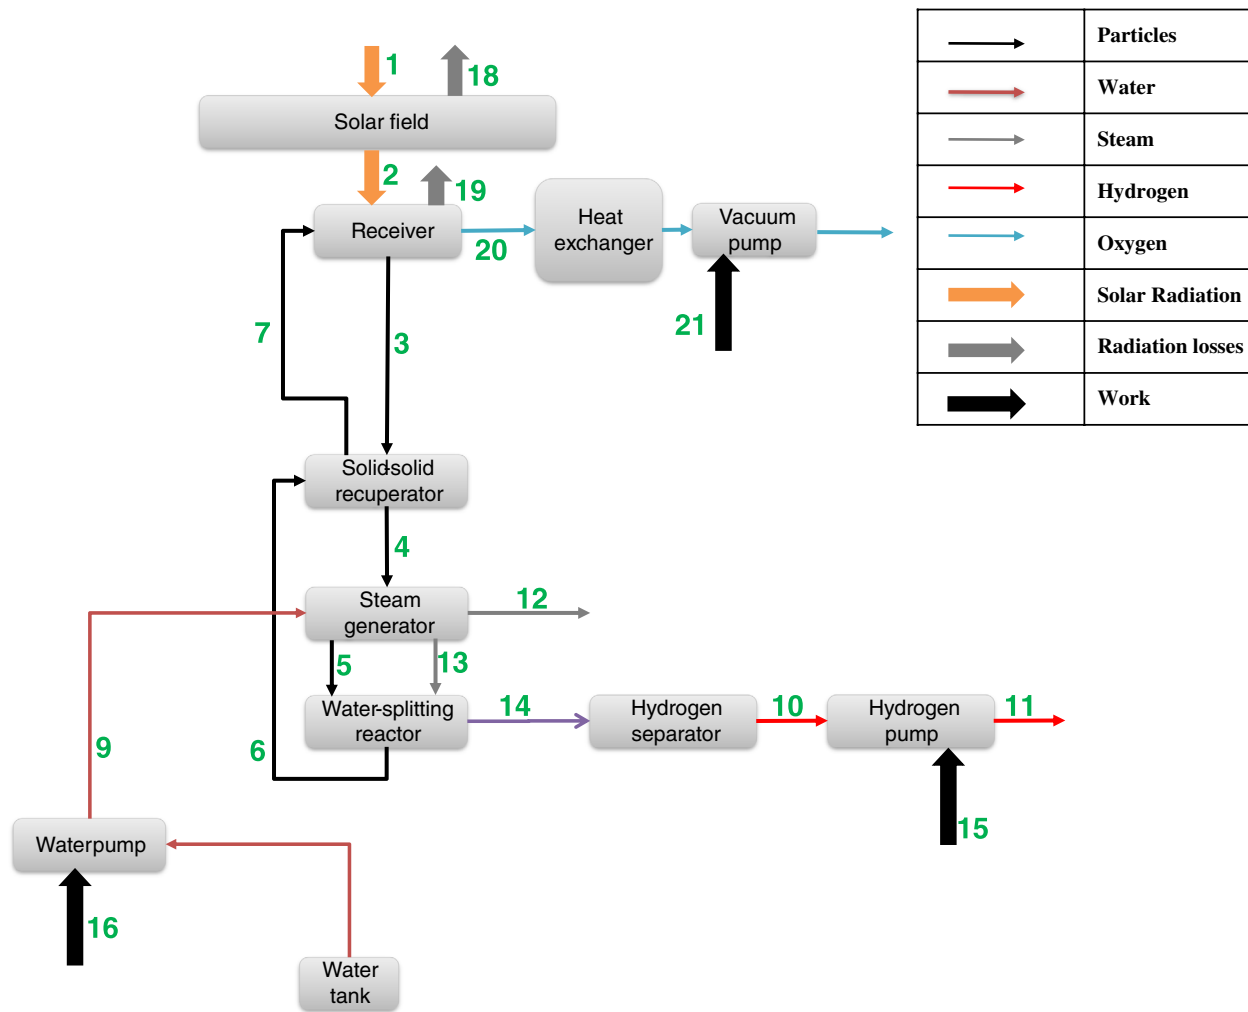 1
18
Solar field
2
19
Receiver
20
Heat
exchanger
Vacuum
pump
21
7
3
Solid-solid
recuperator
4
Steam
generator
12
5
13
Water-splitting
reactor
14
Hydrogen
separator
10
Hydrogen
pump
11
6
9
15
Waterpump
16
Water
tank
Particles
Water
Steam
Hydrogen
Oxygen
Solar Radiation
Radiation losses
Work